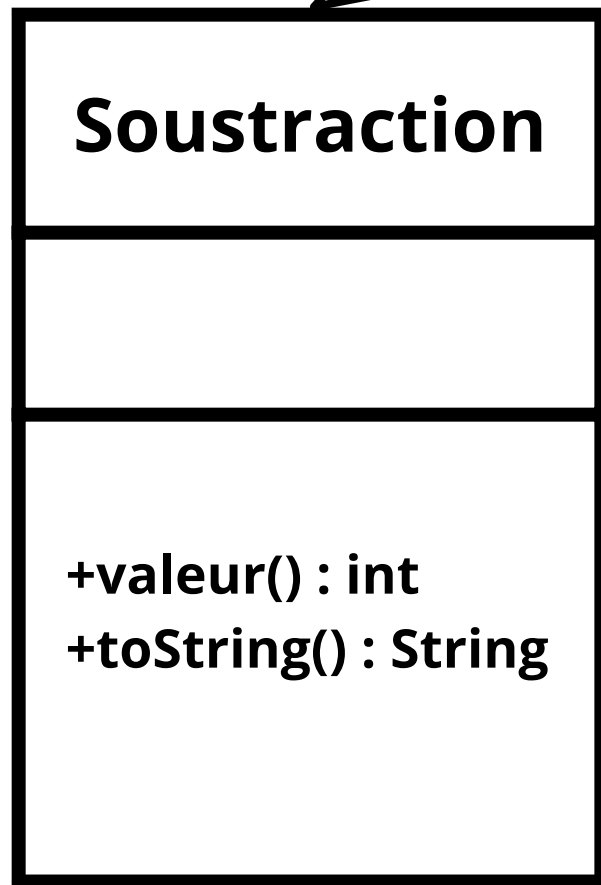 Soustraction
+valeur() : int
+toString() : String